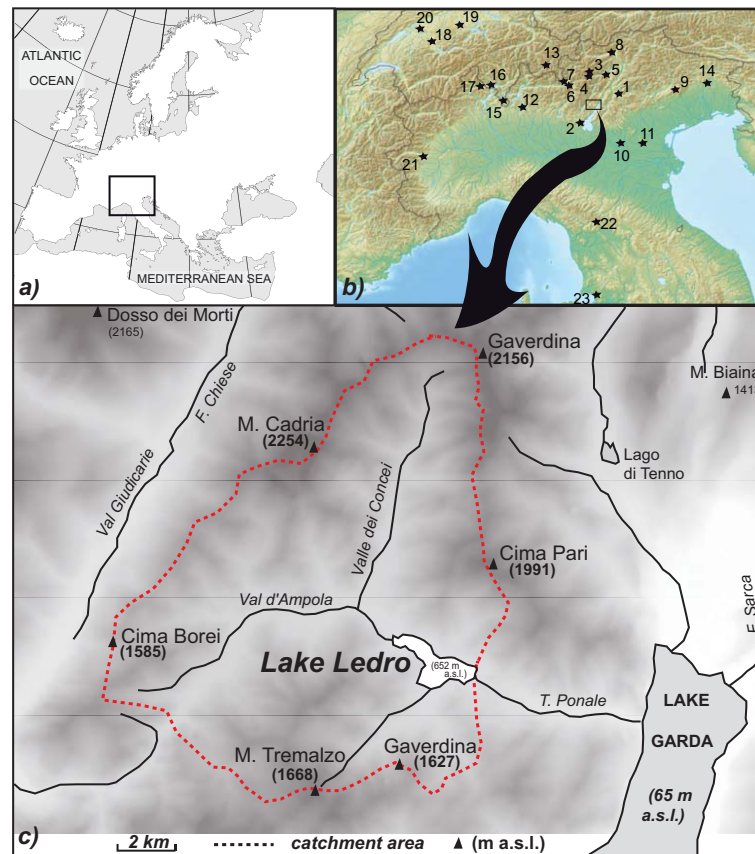 ATLANTIC
OCEAN
MEDITERRANEAN SEA
a)
20
19
18
13
8
3
7
5
4
6
16
17
15
12
1
9
14
2
10
11
21
22
23
b)
Dosso dei Morti
(2165)
F. Chiese
Val Giudicarie
Gaverdina
(2156)
M. Biaina
M. Cadria
(2254)
Lago
di Tenno
Valle dei Concei
Cima Pari
(1991)
Val d'Ampola
F. Sarca
Cima Borei
(1585)
Lake Ledro
(652 m
a.s.l.)
T. Ponale
LAKE
GARDA
(65 m
a.s.l.)
M. Tremalzo
(1668)
Gaverdina
(1627)
c)
2 km
catchment area
(m a.s.l.)